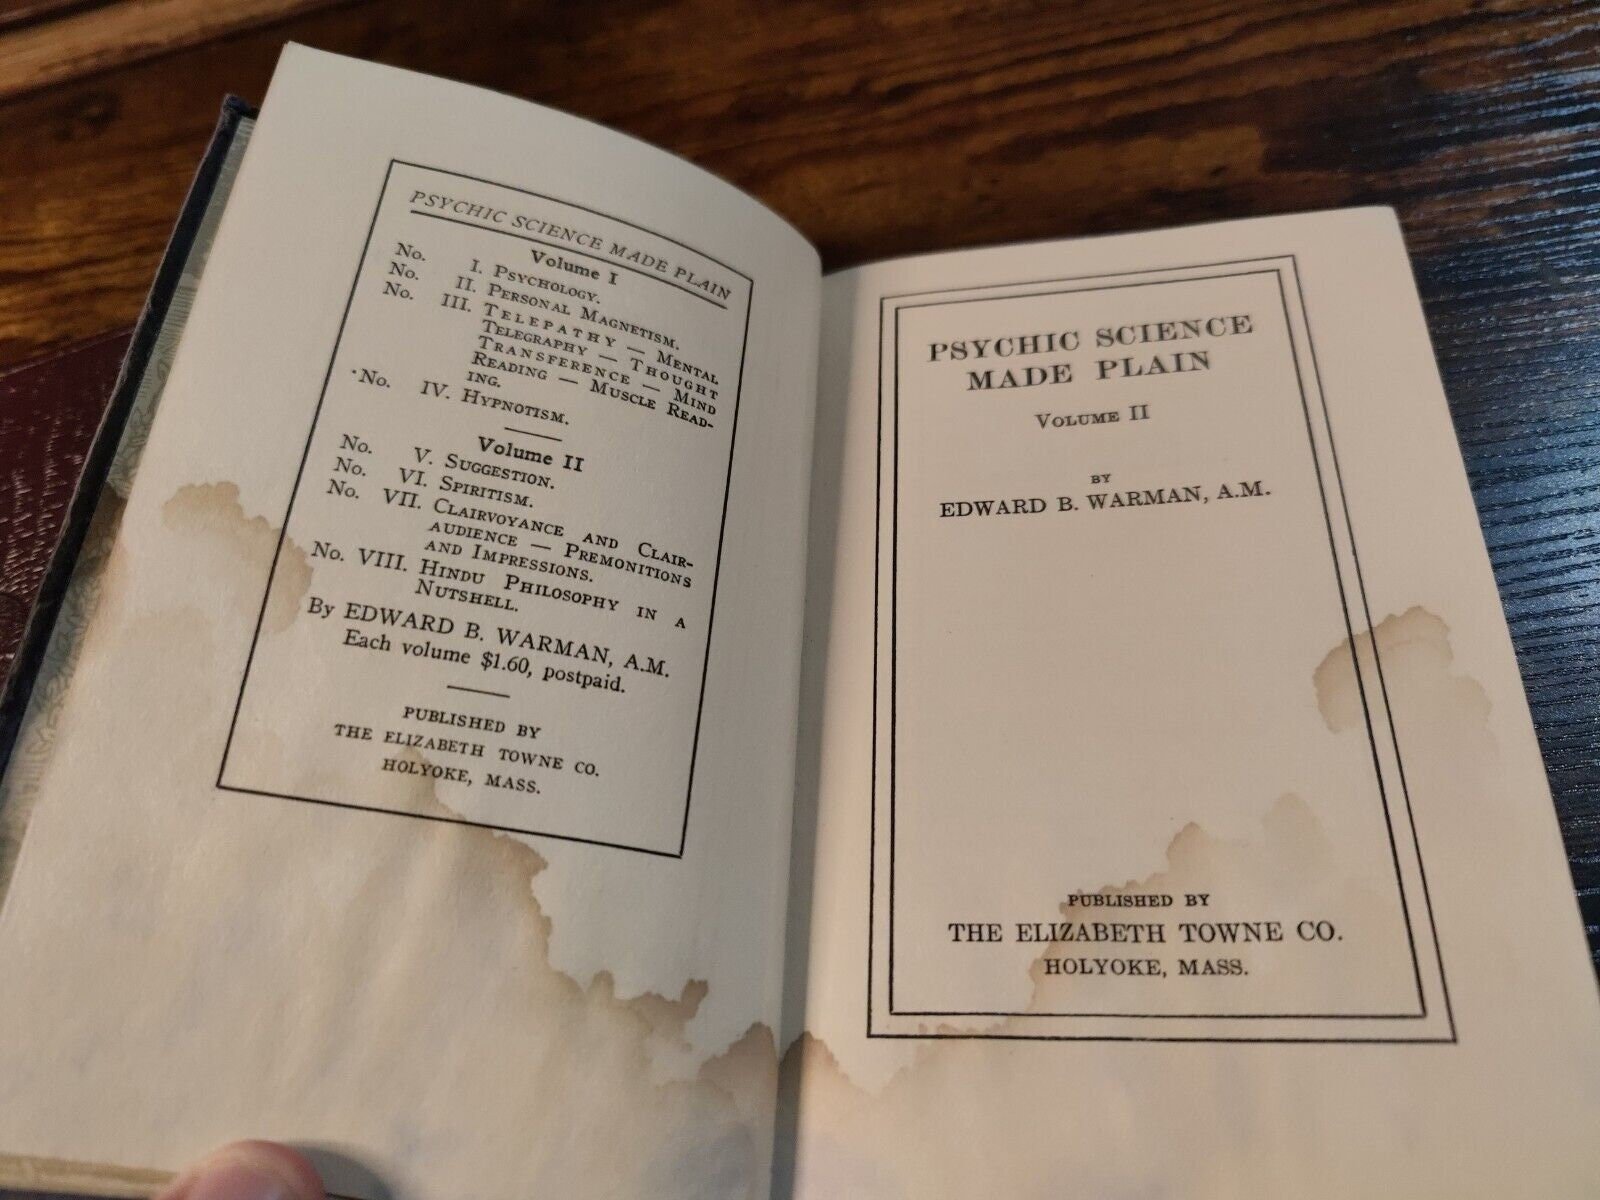 PSYCHIC SCIENCE MADE PLAIN
Volume I
No. I. PSYCHOLOGY.
No. II. PERSONAL MAGNETISM.
No. III. TELEPATHY — MENTAL
TELEGRAPHY — THOUGHT
TRANSFERENCE — MIND
READING — MUSCLE READ-
ING.
No. IV. HYPNOTISM.
Volume II
No. V. SUGGESTION.
No. VI. SPIRITISM.
No. VII. CLAIRVOYANCE AND CLAIR-
AUDIENCE — PREMONITIONS
AND IMPRESSIONS.
No. VIII. HINDU PHILOSOPHY IN A
NUTSHELL.
By EDWARD B. WARMAN, A.M.
Each volume $1.60, postpaid.
PUBLISHED BY
THE ELIZABETH TOWNE CO.
HOLYOKE, MASS.
PSYCHIC SCIENCE
MADE PLAIN
VOLUME II
BY
EDWARD B. WARMAN, A.M.
PUBLISHED BY
THE ELIZABETH TOWNE CO.
HOLYOKE, MASS.